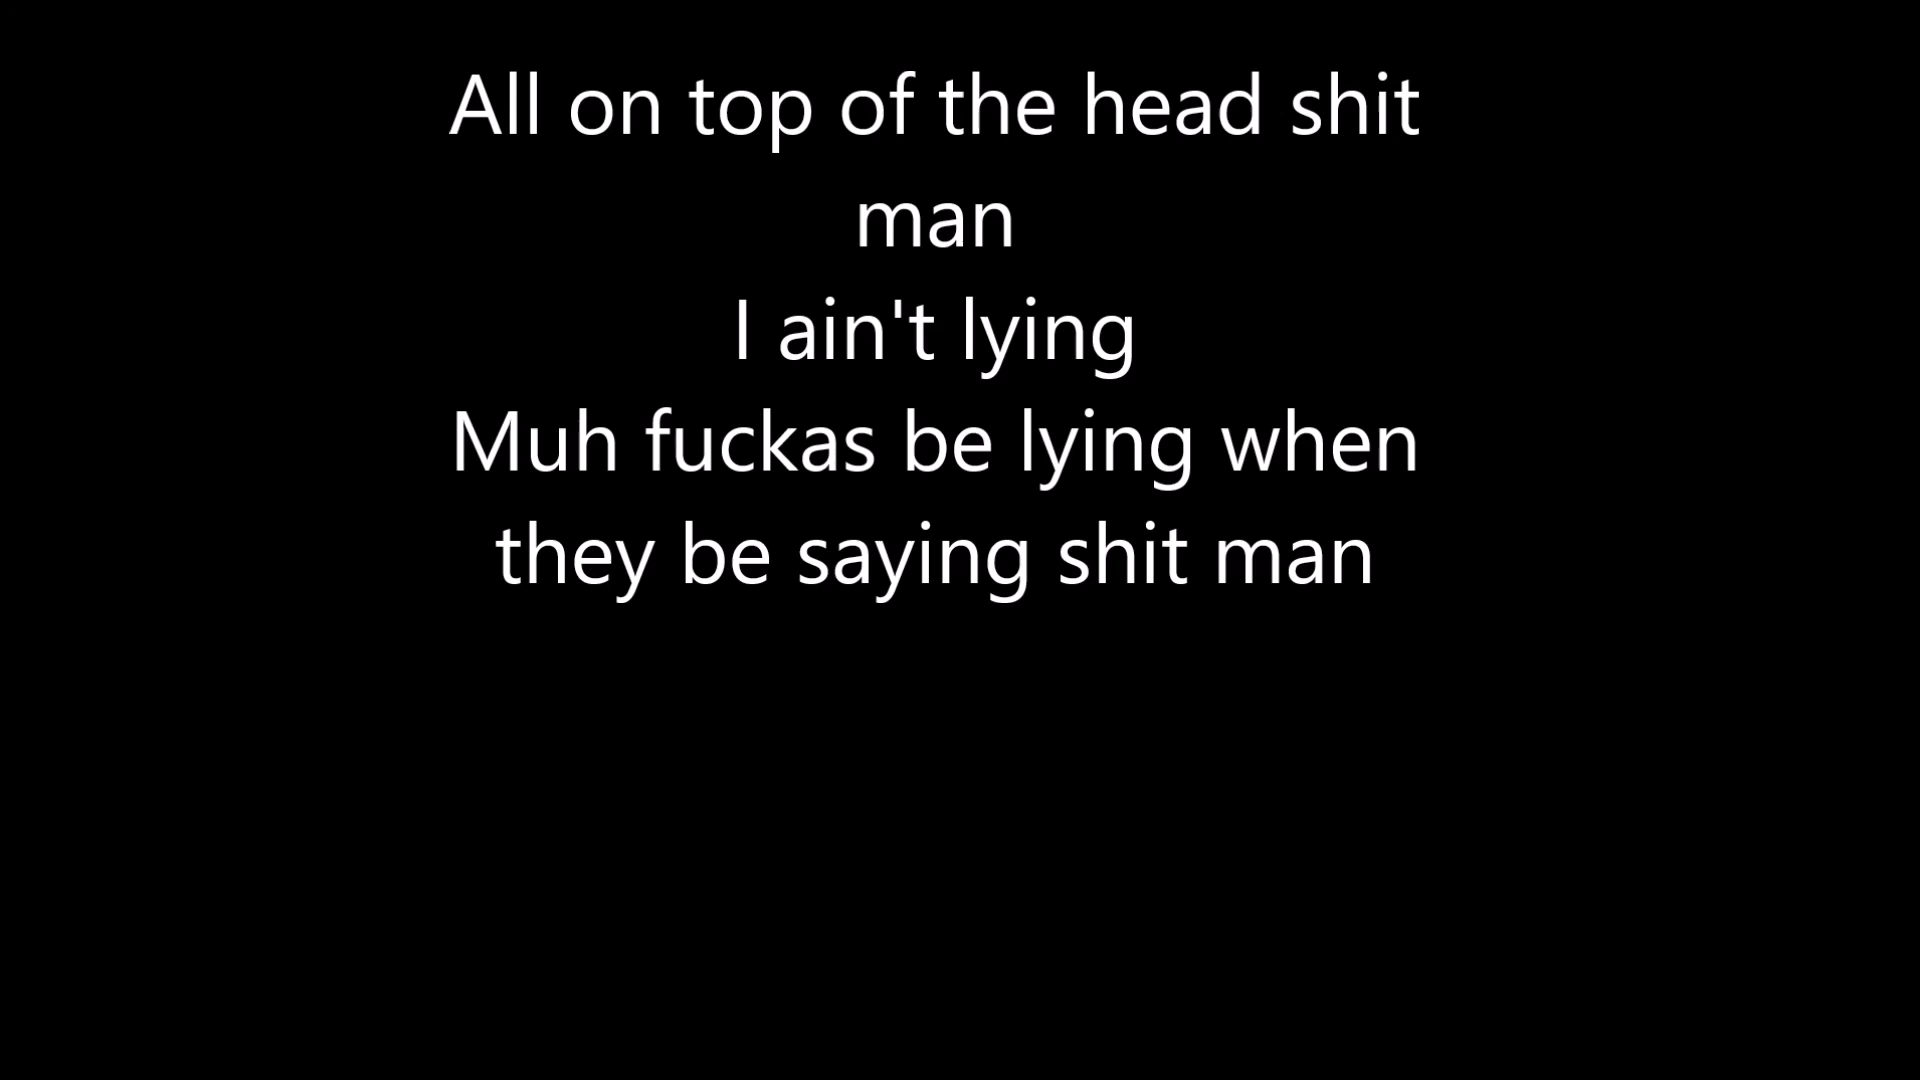 All on top of the head shit
man
I ain't lying
Muh fuckas be lying when
they be saying shit man